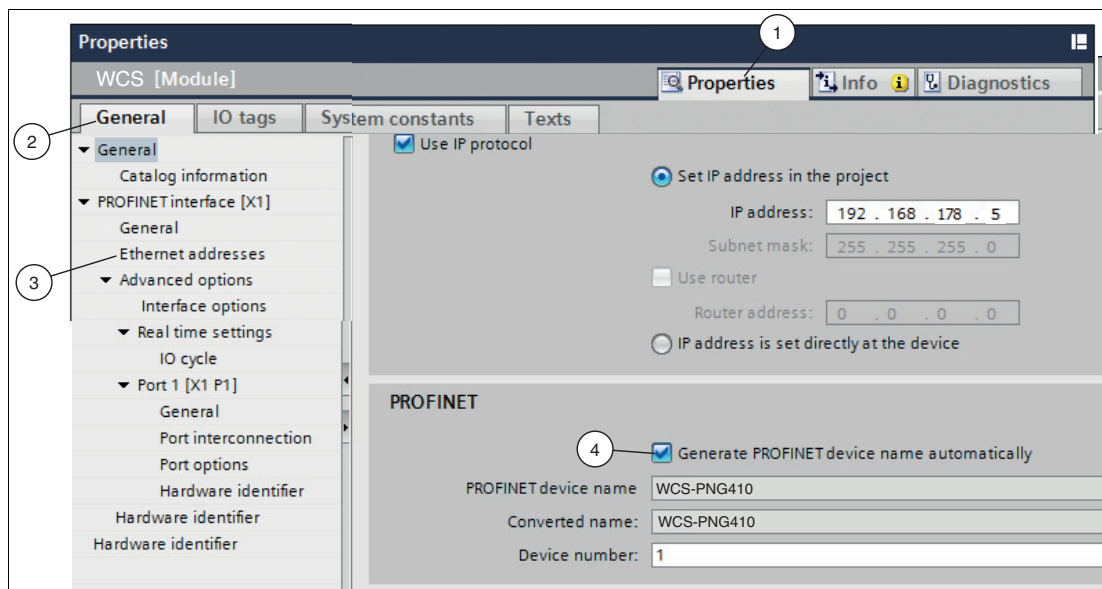 1
Properties
WCS [Module]
Properties
Info
Diagnostics
2
General
IO tags
System constants
Texts
General
Catalog information
PROFINET interface [X1]
General
3
Ethernet addresses
Advanced options
Interface options
Real time settings
IO cycle
Port 1 [X1 P1]
General
Port interconnection
Port options
Hardware identifier
Hardware identifier
Hardware identifier
Use IP protocol
Set IP address in the project
IP address: 192 . 168 . 178 . 5
Subnet mask: 255 . 255 . 255 . 0
Use router
Router address: 0 . 0 . 0 . 0
IP address is set directly at the device
PROFINET
4
Generate PROFINET device name automatically
PROFINET device name WCS-PNG410
Converted name: WCS-PNG410
Device number: 1